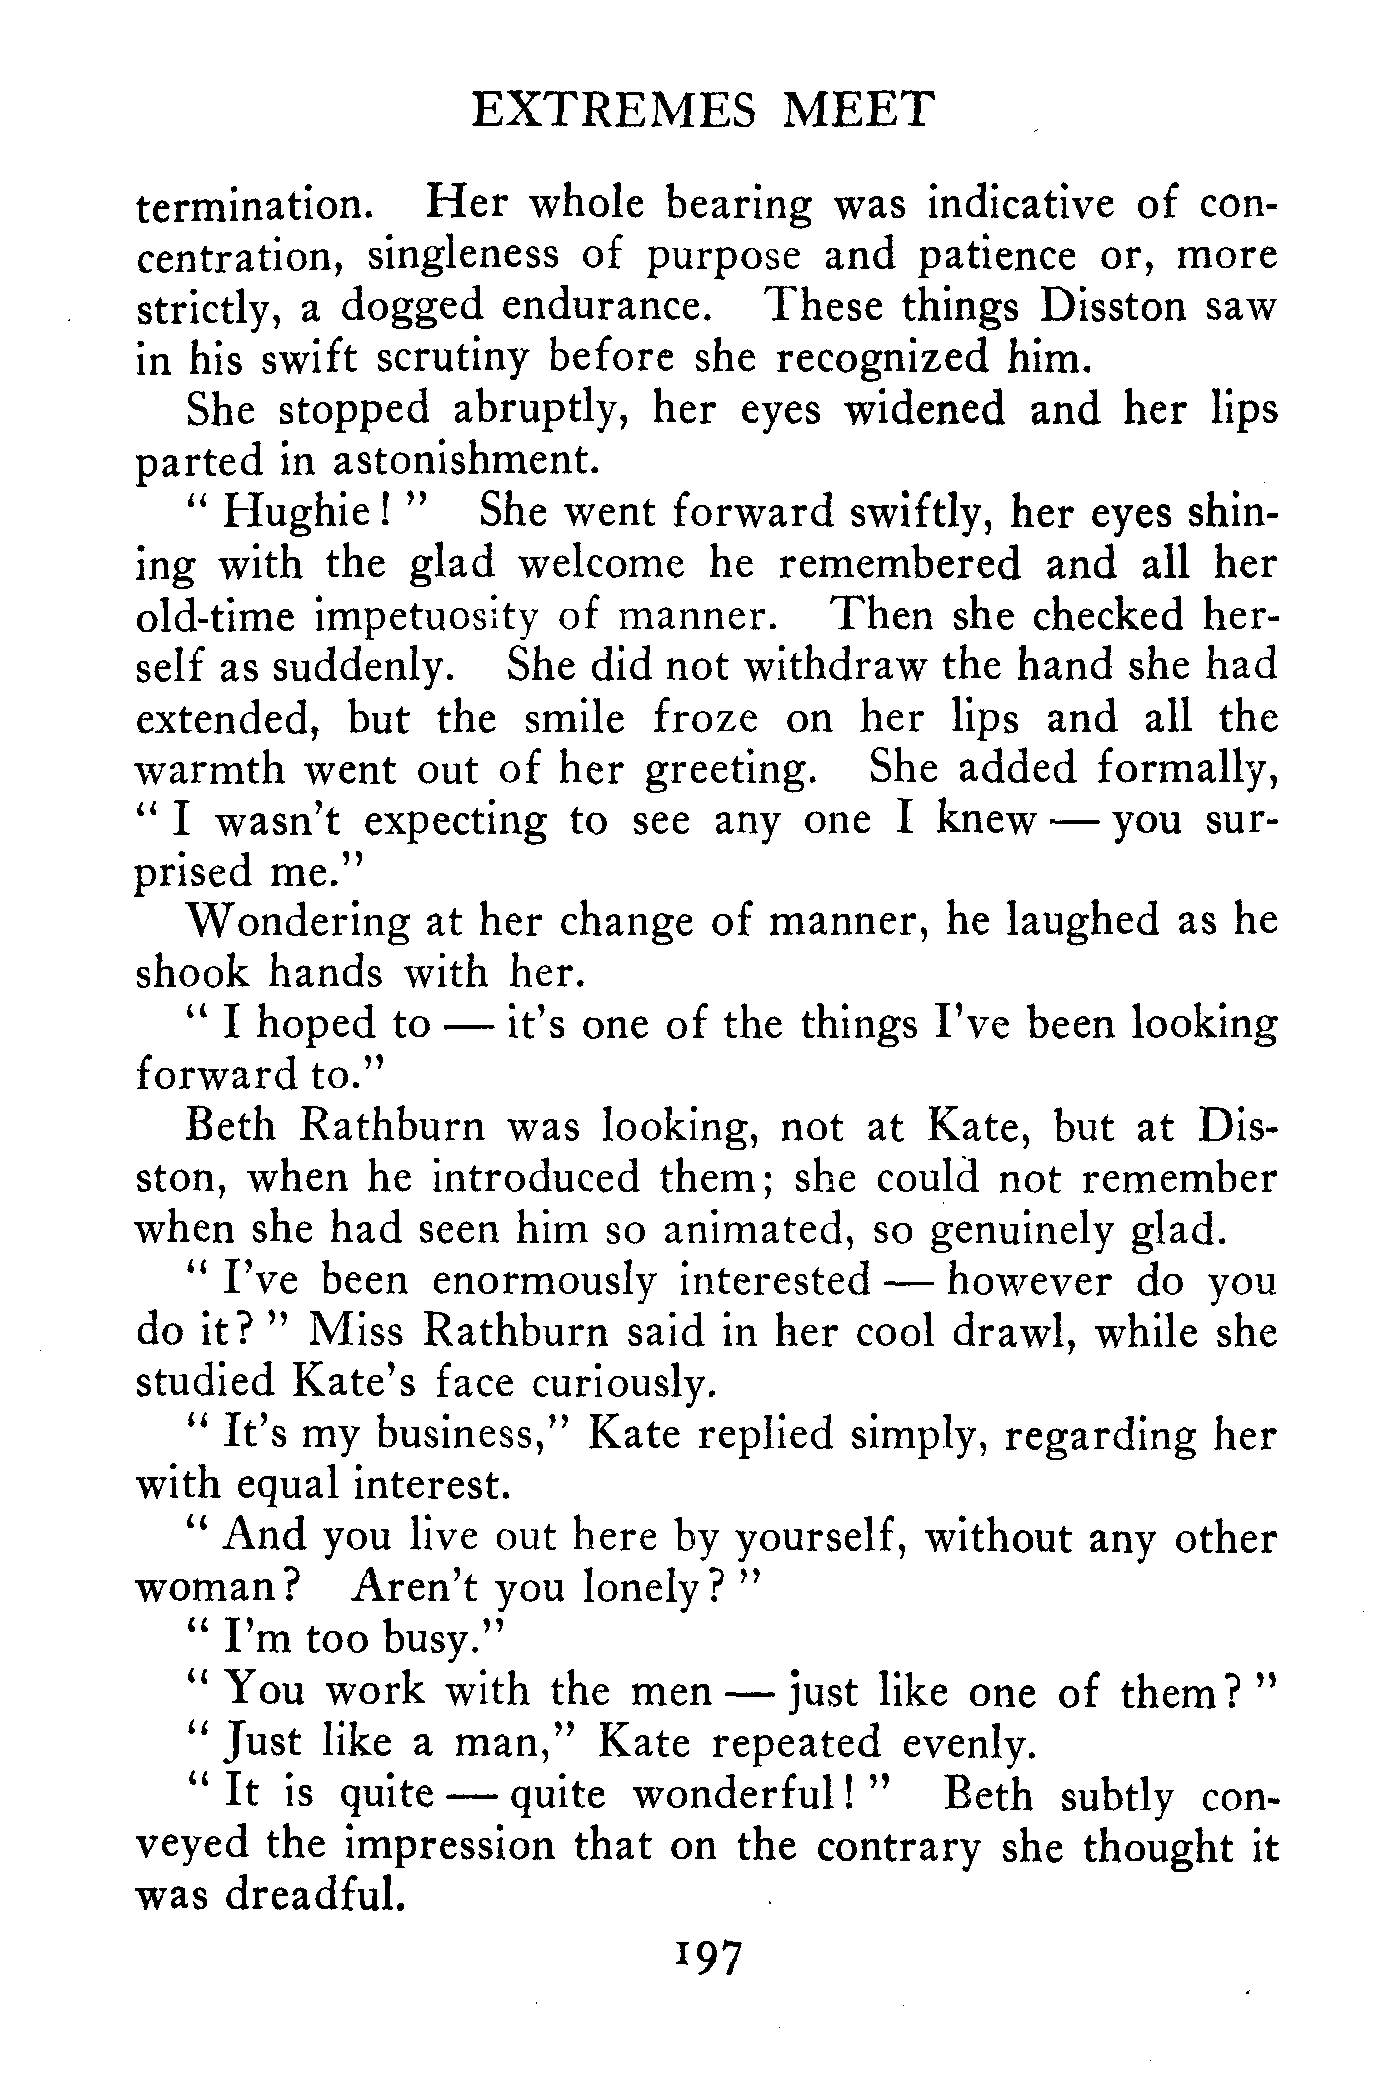 EXTREMES MEET
termination. Her whole bearing was indicative of con-
centration, singleness of purpose and patience or, more
strictly, a dogged endurance. These things Disston saw
in his swift scrutiny before she recognized him.
She stopped abruptly, her eyes widened and her lips
parted in astonishment.
" Hughie! " She went forward swiftly, her eyes shin-
ing with the glad welcome he remembered and all her
old-time impetuosity of manner. Then she checked her-
self as suddenly. She did not withdraw the hand she had
extended, but the smile froze on her lips and all the
warmth went out of her greeting. She added formally,
" I wasn't expecting to see any one I knew — you sur-
prised me."
Wondering at her change of manner, he laughed as he
shook hands with her.
" I hoped to — it's one of the things I've been looking
forward to."
Beth Rathburn was looking, not at Kate, but at Dis-
ston, when he introduced them; she could not remember
when she had seen him so animated, so genuinely glad.
" I've been enormously interested — however do you
do it? " Miss Rathburn said in her cool drawl, while she
studied Kate's face curiously.
" It's my business," Kate replied simply, regarding her
with equal interest.
" And you live out here by yourself, without any other
woman? Aren't you lonely? "
" I'm too busy."
" You work with the men — just like one of them? "
" Just like a man," Kate repeated evenly.
" It is quite — quite wonderful! " Beth subtly con-
veyed the impression that on the contrary she thought it
was dreadful.
197